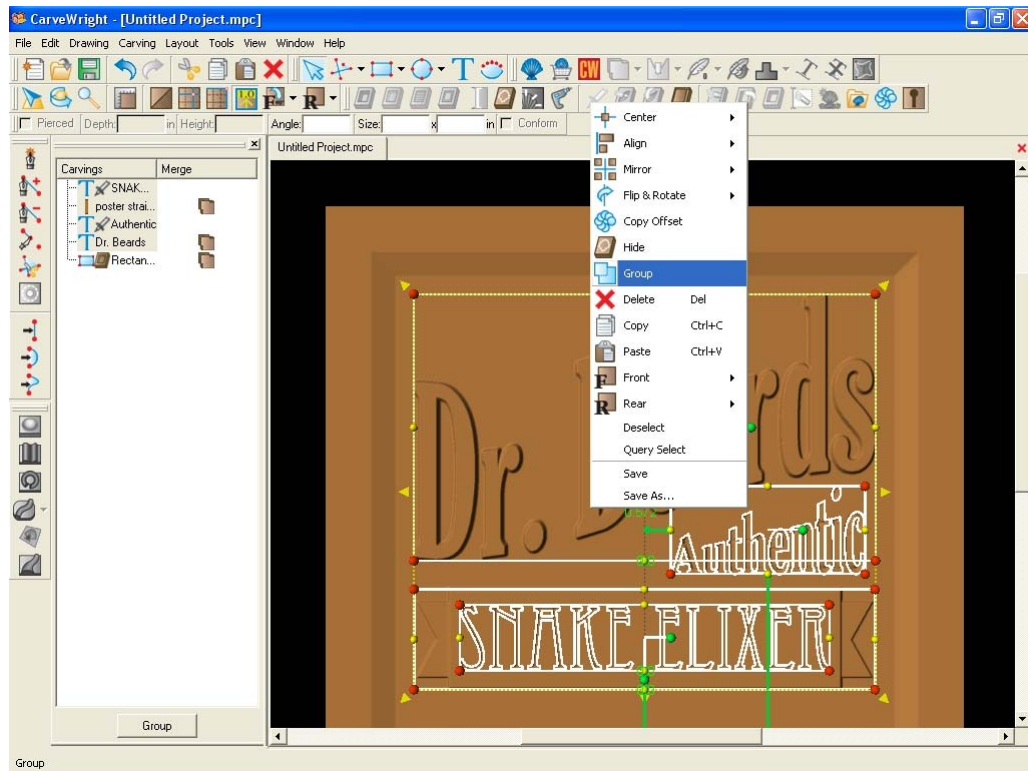 CarveWright - [Untitled Project.mpc]
File Edit Drawing Carving Layout Tools View Window Help
T CW
1.0 F R
Pierced Depth: in Height: Angle: Size: x in Conform
Untitled Project.mpc
Carvings Merge
T SNAK...
poster strai...
T Authentic
T Dr. Beards
Rectan...
Group
Center
Align
Mirror
Flip & Rotate
Copy Offset
Hide
Group
Delete Del
Copy Ctrl+C
Paste Ctrl+V
F Front
R Rear
Deselect
Query Select
Save
Save As...
Dr. B rds
Authentic
SNAKE ELIXER
Group